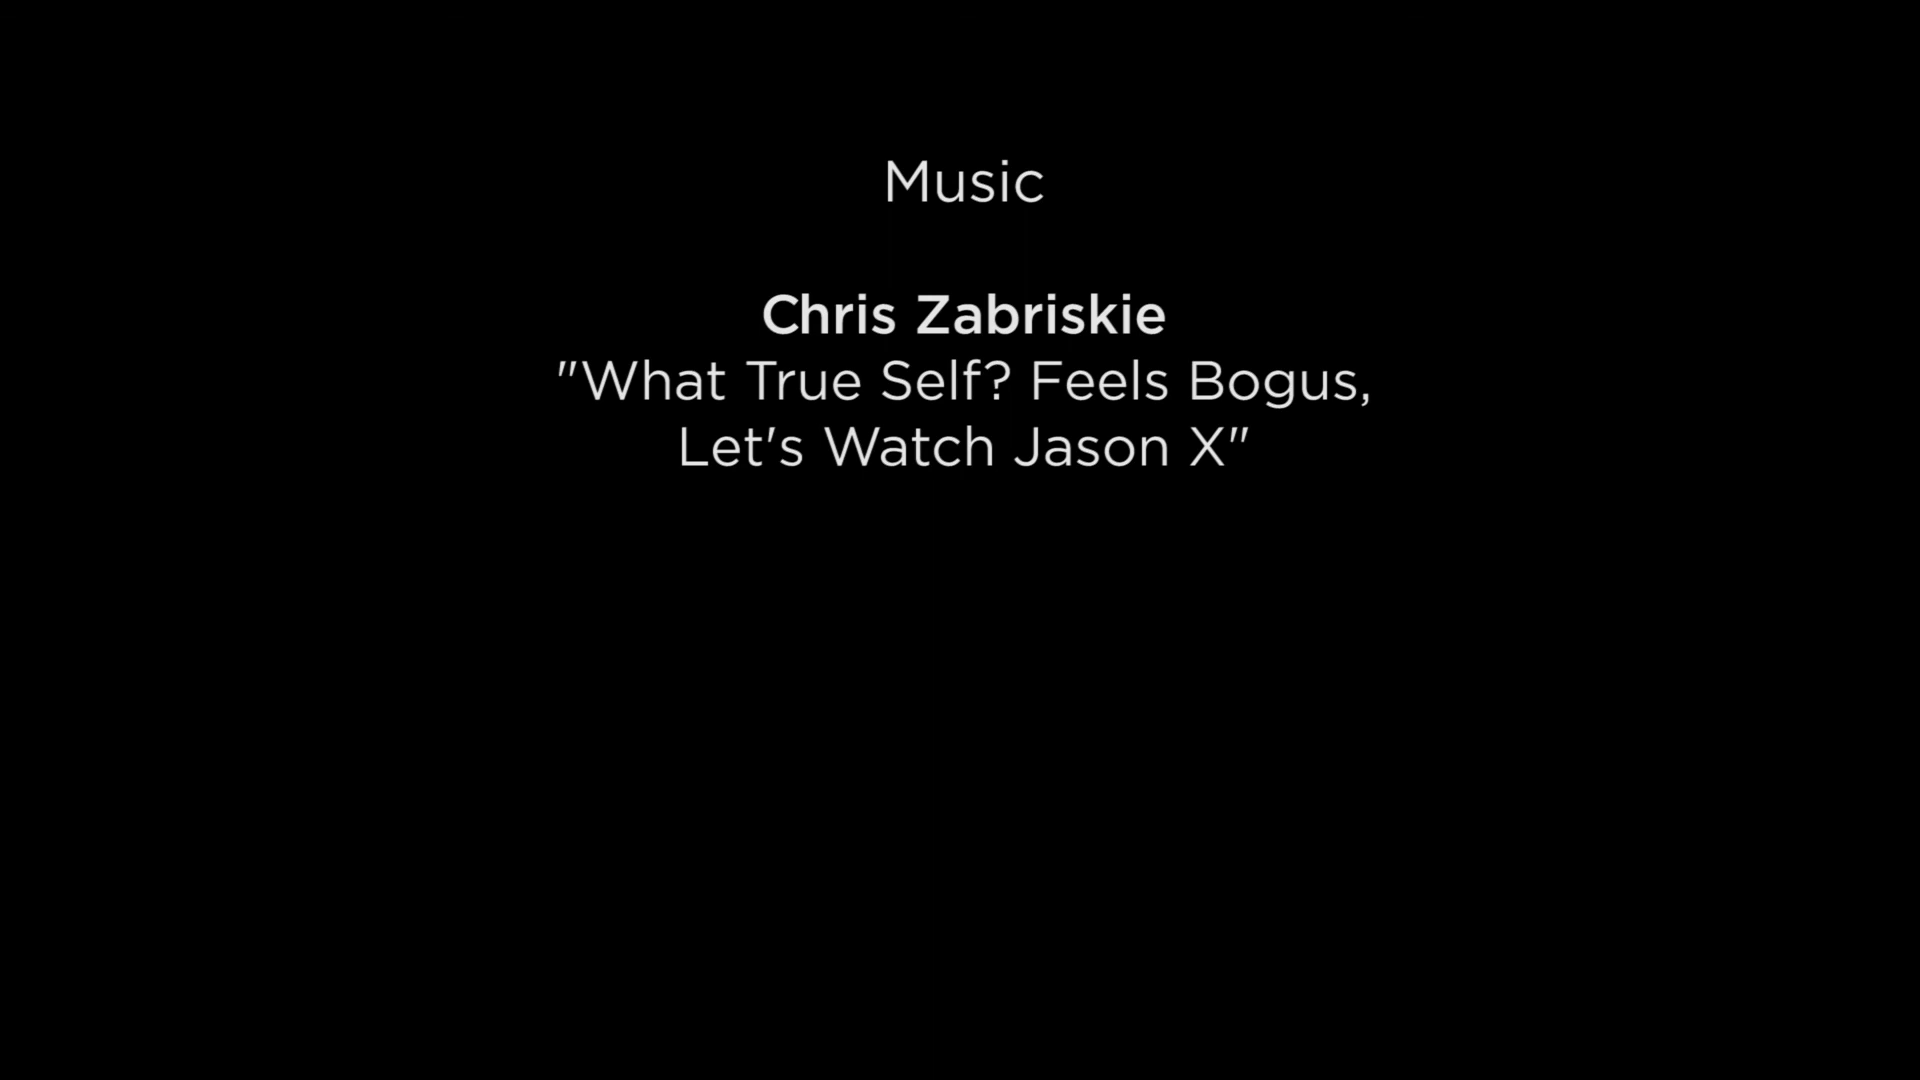 Music
Chris Zabriskie
"What True Self? Feels Bogus,
Let's Watch Jason X"